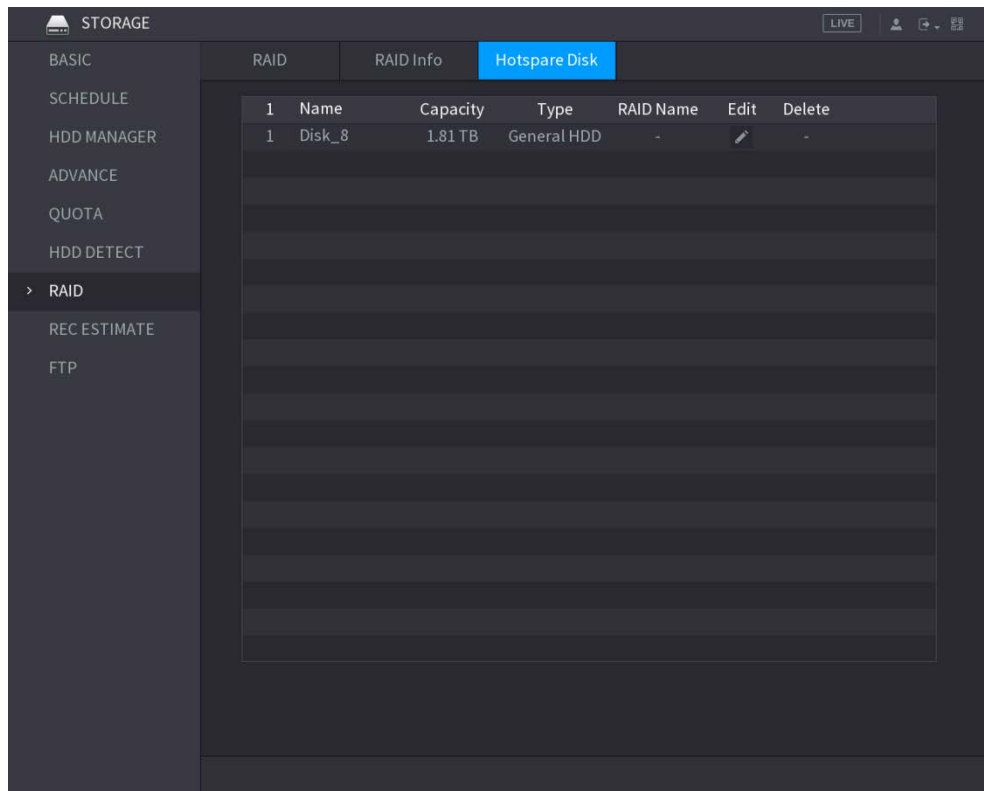 STORAGE LIVE
BASIC
SCHEDULE
HDD MANAGER
ADVANCE
QUOTA
HDD DETECT
> RAID
REC ESTIMATE
FTP
RAID RAID Info Hotspare Disk
1 Name Capacity Type RAID Name Edit Delete
1 Disk_8 1.81 TB General HDD - -